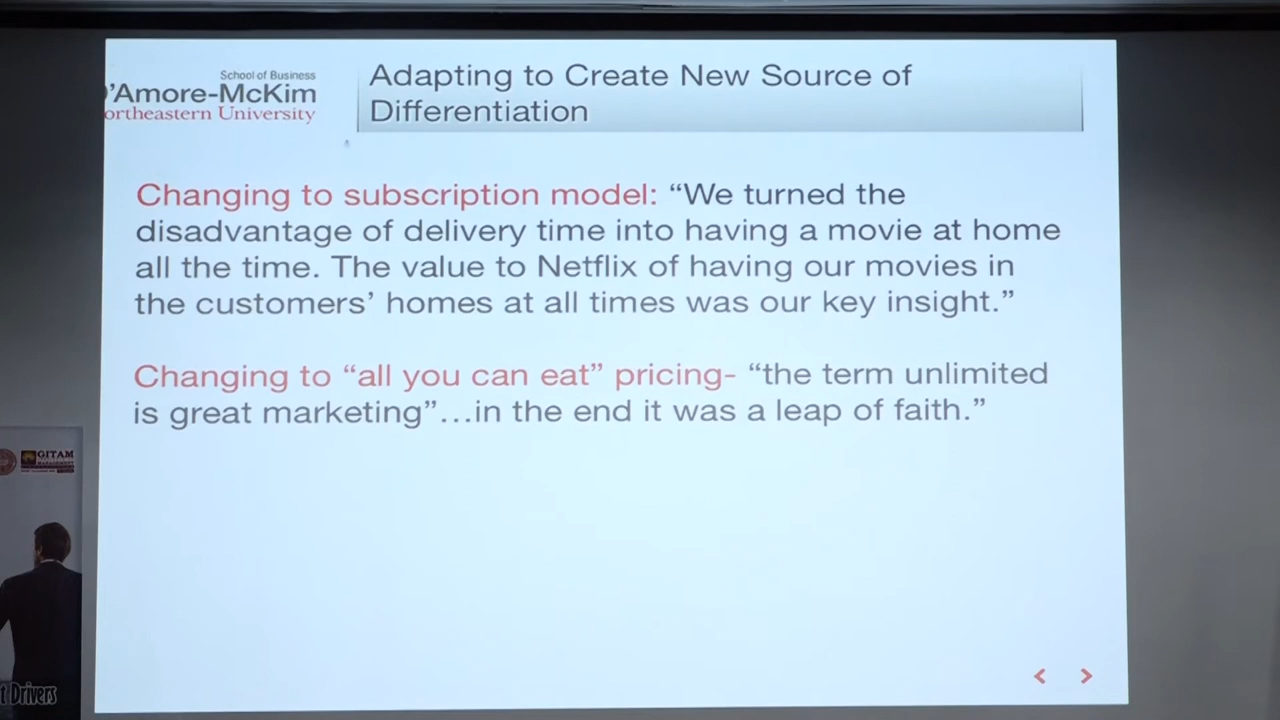 School of Business
’Amore-McKim
ortheastern University
Adapting to Create New Source of
Differentiation
Changing to subscription model: “We turned the
disadvantage of delivery time into having a movie at home
all the time. The value to Netflix of having our movies in
the customers’ homes at all times was our key insight.”
Changing to “all you can eat” pricing- “the term unlimited
is great marketing”…in the end it was a leap of faith.”
GITAM
t Drivers